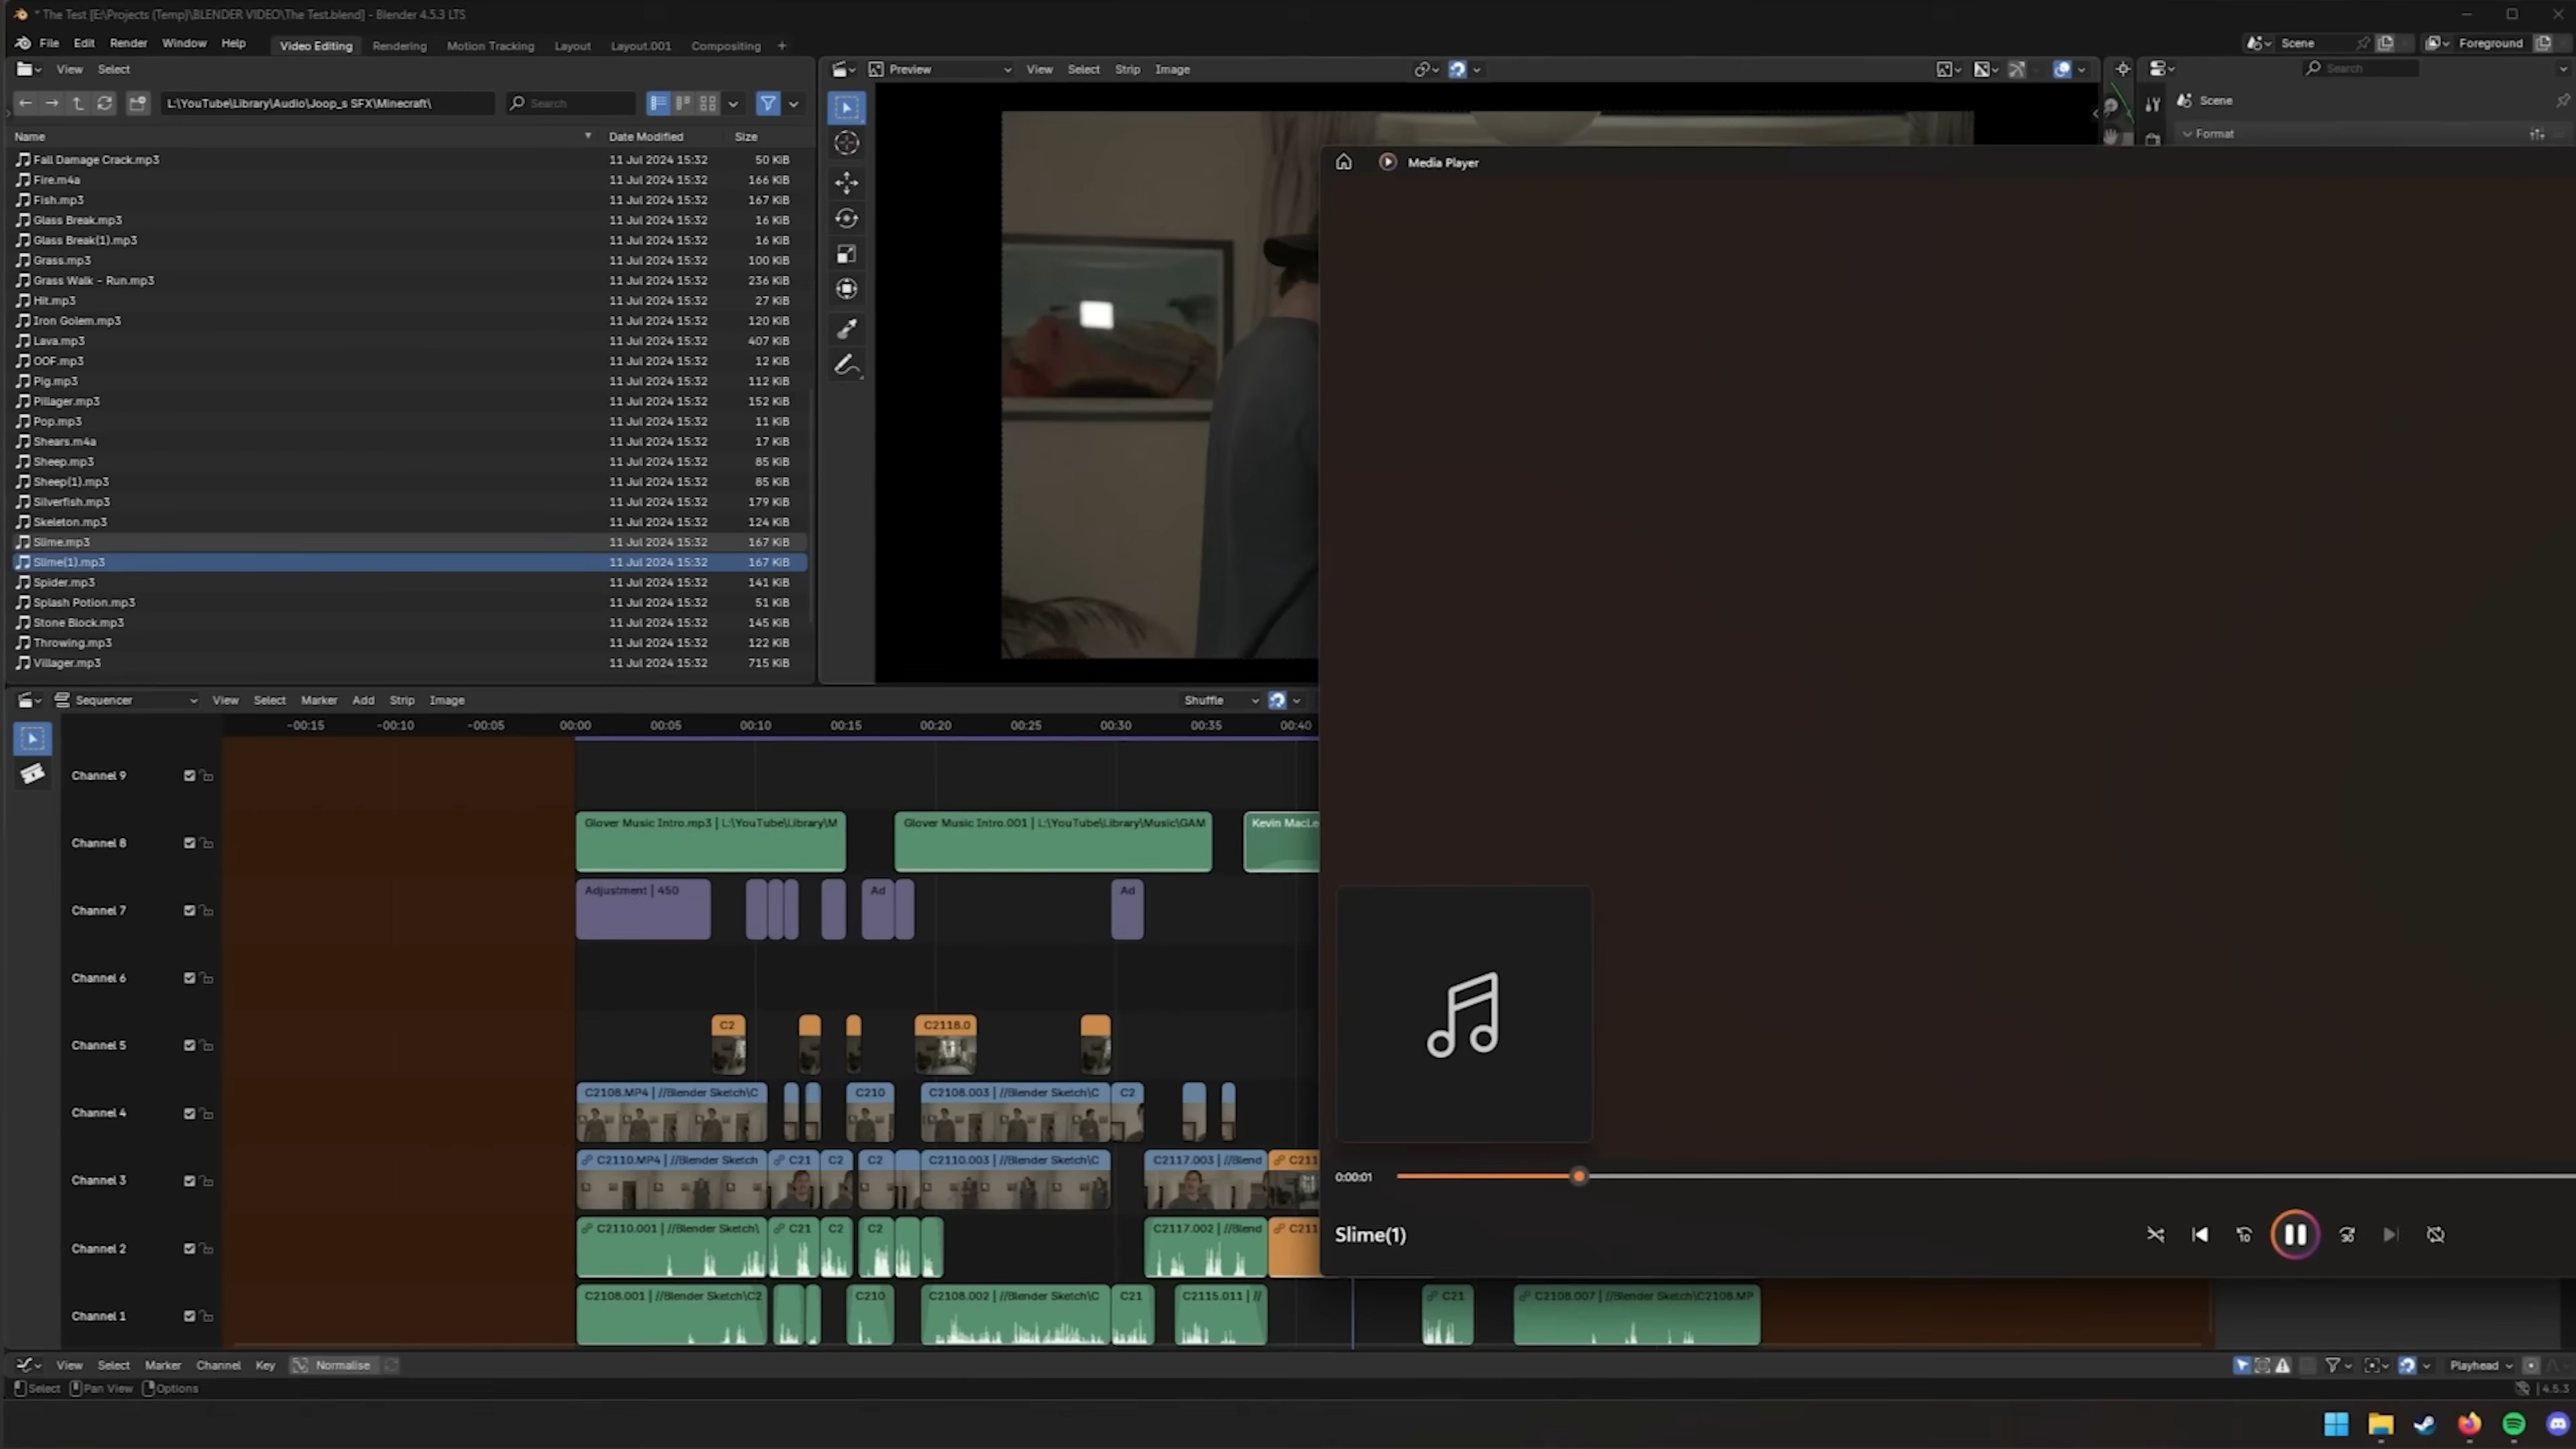 * The Test [E:\Projects (Temp)\BLENDER VIDEO\The Test.blend] - Blender 4.5.3 LTS
File Edit Render Window Help Video Editing Rendering Motion Tracking Layout Layout.001 Compositing + Scene Foreground
View Select Preview View Select Strip Image Search
L:\YouTube\Library\Audio\Joop_s SFX\Minecraft\ Search Scene
Name Date Modified Size Format
Fall Damage Crack.mp3 11 Jul 2024 15:32 50 KiB
Media Player
Fire.m4a 11 Jul 2024 15:32 166 KiB
Fish.mp3 11 Jul 2024 15:32 167 KiB
Glass Break.mp3 11 Jul 2024 15:32 16 KiB
Glass Break(1).mp3 11 Jul 2024 15:32 16 KiB
Grass.mp3 11 Jul 2024 15:32 100 KiB
Grass Walk - Run.mp3 11 Jul 2024 15:32 236 KiB
Hit.mp3 11 Jul 2024 15:32 27 KiB
Iron Golem.mp3 11 Jul 2024 15:32 120 KiB
Lava.mp3 11 Jul 2024 15:32 407 KiB
OOF.mp3 11 Jul 2024 15:32 12 KiB
Pig.mp3 11 Jul 2024 15:32 112 KiB
Pillager.mp3 11 Jul 2024 15:32 152 KiB
Pop.mp3 11 Jul 2024 15:32 11 KiB
Shears.m4a 11 Jul 2024 15:32 17 KiB
Sheep.mp3 11 Jul 2024 15:32 85 KiB
Sheep(1).mp3 11 Jul 2024 15:32 85 KiB
Silverfish.mp3 11 Jul 2024 15:32 179 KiB
Skeleton.mp3 11 Jul 2024 15:32 124 KiB
Slime.mp3 11 Jul 2024 15:32 167 KiB
Slime(1).mp3 11 Jul 2024 15:32 167 KiB
Spider.mp3 11 Jul 2024 15:32 141 KiB
Splash Potion.mp3 11 Jul 2024 15:32 51 KiB
Stone Block.mp3 11 Jul 2024 15:32 145 KiB
Throwing.mp3 11 Jul 2024 15:32 122 KiB
Villager.mp3 11 Jul 2024 15:32 715 KiB
Sequencer View Select Marker Add Strip Image Shuffle
-00:15 -00:10 -00:05 00:00 00:05 00:10 00:15 00:20 00:25 00:30 00:35 00:40
Channel 9
Glover Music Intro.mp3 | L:\YouTube\Library\M Glover Music Intro.001 | L:\YouTube\Library\Music\GAM Kevin MacLe
Channel 8
Adjustment | 450 Ad Ad
Channel 7
Channel 6
C2 C2118.0
Channel 5
C2108.MP4 | //Blender Sketch\C C210 C2108.003 | //Blender Sketch\C C2
Channel 4
C2110.MP4 | //Blender Sketch C21 C2 C2 C2110.003 | //Blender Sketch\C C2117.003 | //Blend C211
Channel 3
0:00:01
C2110.001 | //Blender Sketch\ C21 C2 C2 C2117.002 | //Blend C211
Channel 2
Slime(1) 10 30
C2108.001 | //Blender Sketch\C2 C210 C2108.002 | //Blender Sketch\C C21 C2115.011 | // C21 C2108.007 | //Blender Sketch\C2108.MP
Channel 1
View Select Marker Channel Key Normalise Playhead
Select Pan View Options 4.5.3